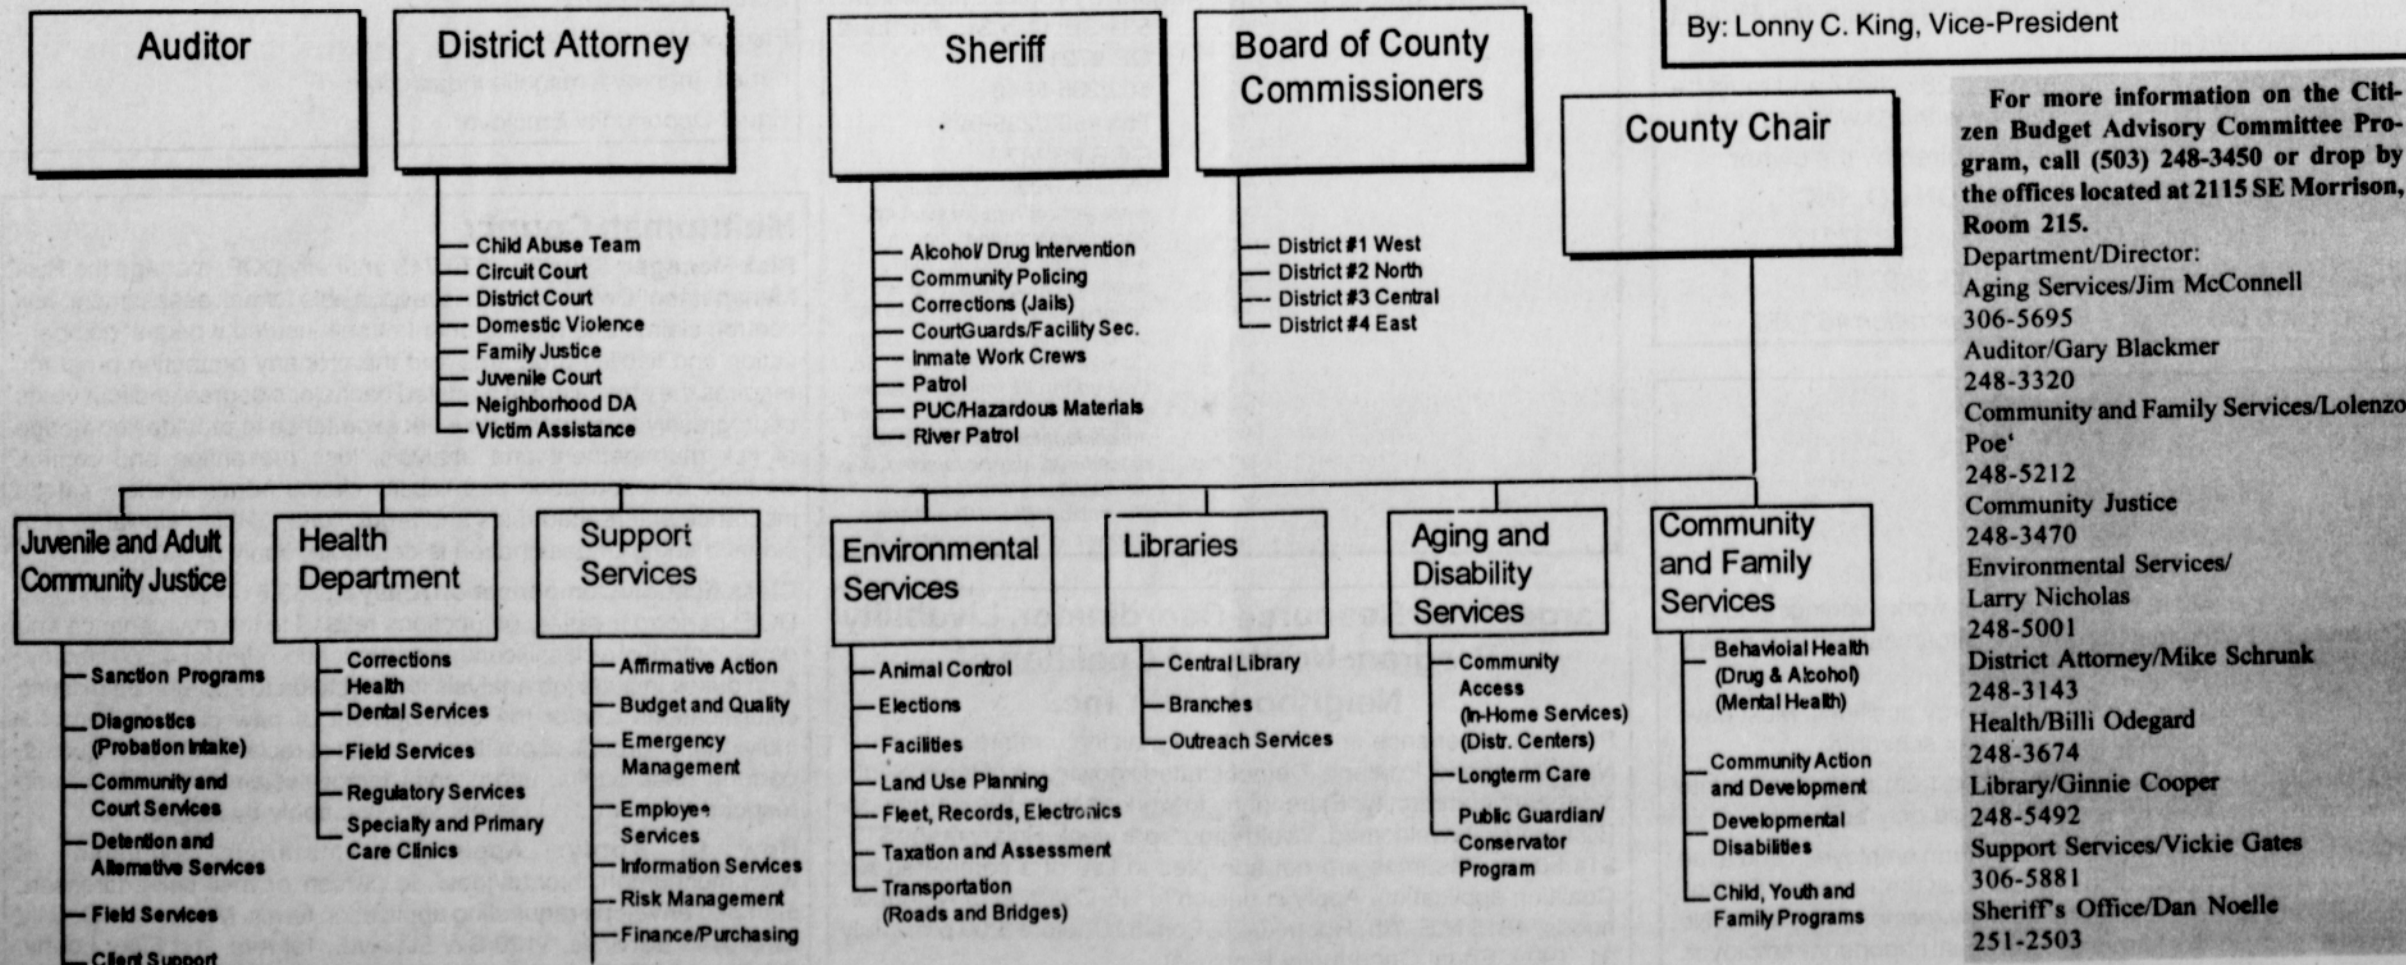 Auditor
District Attorney
Child Abuse Team
Circuit Court
District Court
Domestic Violence
Family Justice
Juvenile Court
Neighborhood DA
Victim Assistance
Sheriff
Alcohol/ Drug Intervention
Community Policing
Corrections (Jails)
CourtGuards/Facility Sec.
Inmate Work Crews
Patrol
PUC/Hazardous Materials
River Patrol
Board of County
Commissioners
District #1 West
District #2 North
District #3 Central
District #4 East
County Chair
By: Lonny C. King, Vice-President
Juvenile and Adult
Community Justice
Sanction Programs
Diagnostics
(Probation Intake)
Community and
Court Services
Detention and
Alternative Services
Field Services
Client Support
Health
Department
Corrections
Health
Dental Services
Field Services
Regulatory Services
Specialty and Primary
Care Clinics
Support
Services
Affirmative Action
Budget and Quality
Emergency
Management
Employee
Services
Information Services
Risk Management
Finance/Purchasing
Environmental
Services
Animal Control
Elections
Facilities
Land Use Planning
Fleet, Records, Electronics
Taxation and Assessment
Transportation
(Roads and Bridges)
Libraries
Central Library
Branches
Outreach Services
Aging and
Disability
Services
Community
Access
(In-Home Services)
(Distr. Centers)
Longterm Care
Public Guardian/
Conservator
Program
Community
and Family
Services
Behavioial Health
(Drug & Alcohol)
(Mental Health)
Community Action
and Development
Developmental
Disabilities
Child, Youth and
Family Programs
For more information on the Citi-
zen Budget Advisory Committee Pro-
gram, call (503) 248-3450 or drop by
the offices located at 2115 SE Morrison,
Room 215.
Department/Director:
Aging Services/Jim McConnell
306-5695
Auditor/Gary Blackmer
248-3320
Community and Family Services/Lolenzo
Poe‘
248-5212
Community Justice
248-3470
Environmental Services/
Larry Nicholas
248-5001
District Attorney/Mike Schrunk
248-3143
Health/Billi Odegard
248-3674
Library/Ginnie Cooper
248-5492
Support Services/Vickie Gates
306-5881
Sheriff's Office/Dan Noelle
251-2503